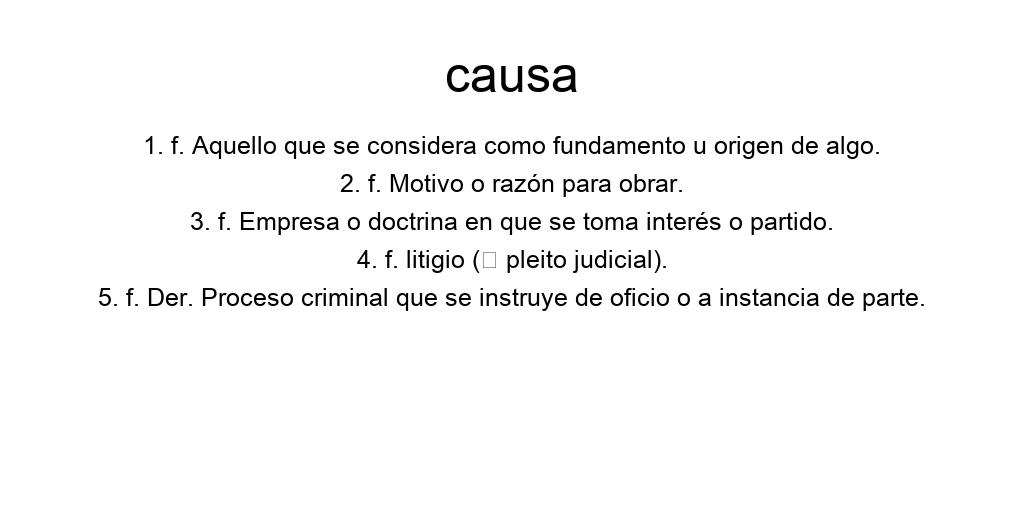 causa
1. f. Aquello que se considera como fundamento u origen de algo.
2. f. Motivo o razón para obrar.
3. f. Empresa o doctrina en que se toma interés o partido.
4. f. litigio (□ pleito judicial).
5. f. Der. Proceso criminal que se instruye de oficio o a instancia de parte.